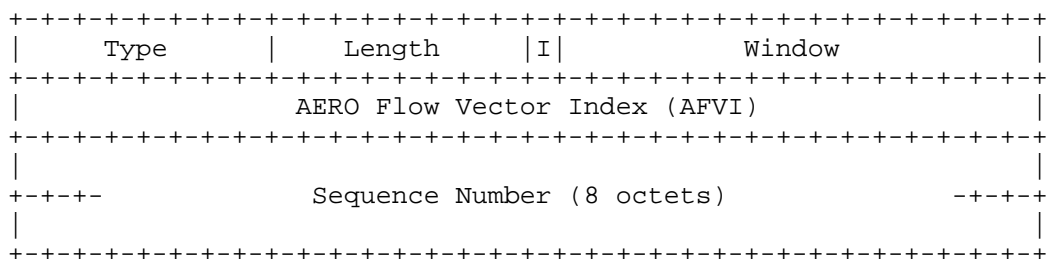 +-+-+-+-+-+-+-+-+-+-+-+-+-+-+-+-+-+-+-+-+-+-+-+-+-+-+-+-+-+-+-+-+
|     Type      |    Length     |I|           Window            |
+-+-+-+-+-+-+-+-+-+-+-+-+-+-+-+-+-+-+-+-+-+-+-+-+-+-+-+-+-+-+-+-+
|                AERO Flow Vector Index (AFVI)                  |
+-+-+-+-+-+-+-+-+-+-+-+-+-+-+-+-+-+-+-+-+-+-+-+-+-+-+-+-+-+-+-+-+
|                                                               |
+-+-+-             Sequence Number (8 octets)              -+-+-+
|                                                               |
+-+-+-+-+-+-+-+-+-+-+-+-+-+-+-+-+-+-+-+-+-+-+-+-+-+-+-+-+-+-+-+-+